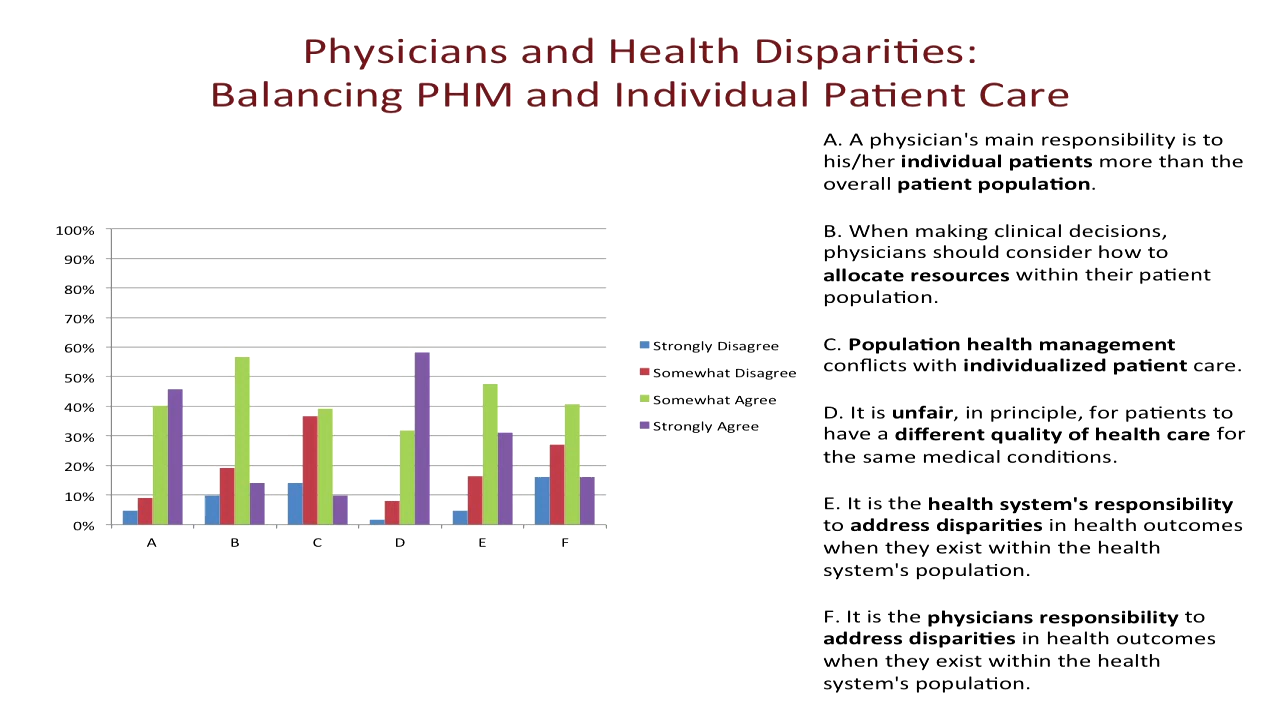 Physicians and Health Disparities:
Balancing PHM and Individual Patient Care
100%
90%
80%
70%
60%
50%
40%
30%
20%
10%
0%
A
B
C
D
E
F
Strongly Disagree
Somewhat Disagree
Somewhat Agree
Strongly Agree
A. A physician's main responsibility is to
his/her individual patients more than the
overall patient population.
B. When making clinical decisions,
physicians should consider how to
allocate resources within their patient
population.
C. Population health management
conflicts with individualized patient care.
D. It is unfair, in principle, for patients to
have a different quality of health care for
the same medical conditions.
E. It is the health system's responsibility
to address disparities in health outcomes
when they exist within the health
system's population.
F. It is the physicians responsibility to
address disparities in health outcomes
when they exist within the health
system's population.